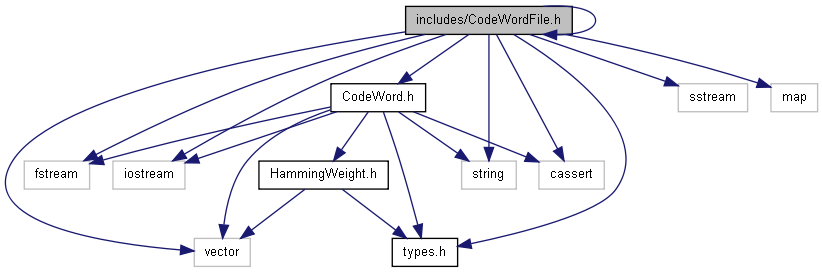 includes/CodeWordFile.h
CodeWord.h
sstream
map
fstream
iostream
HammingWeight.h
string
cassert
vector
types.h